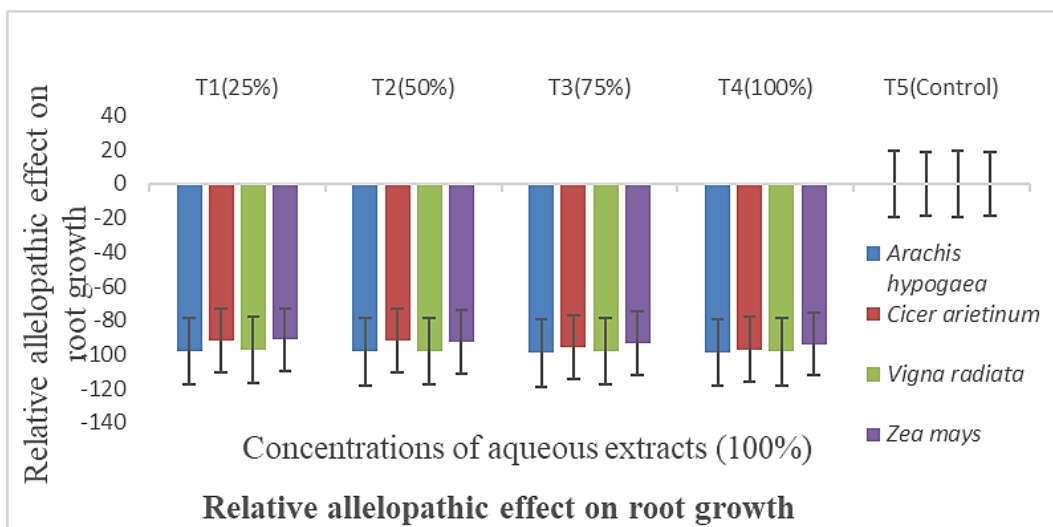 T1(25%) T2(50%) T3(75%) T4(100%) T5(Control)
Relative allelopathic effect on
root growth
40
20
0
-20
-40
-60
-80
-100
-120
-140
0
Arachis
hypogaea
Cicer arietinum
Vigna radiata
Zea mays
Concentrations of aqueous extracts (100%)
Relative allelopathic effect on root growth